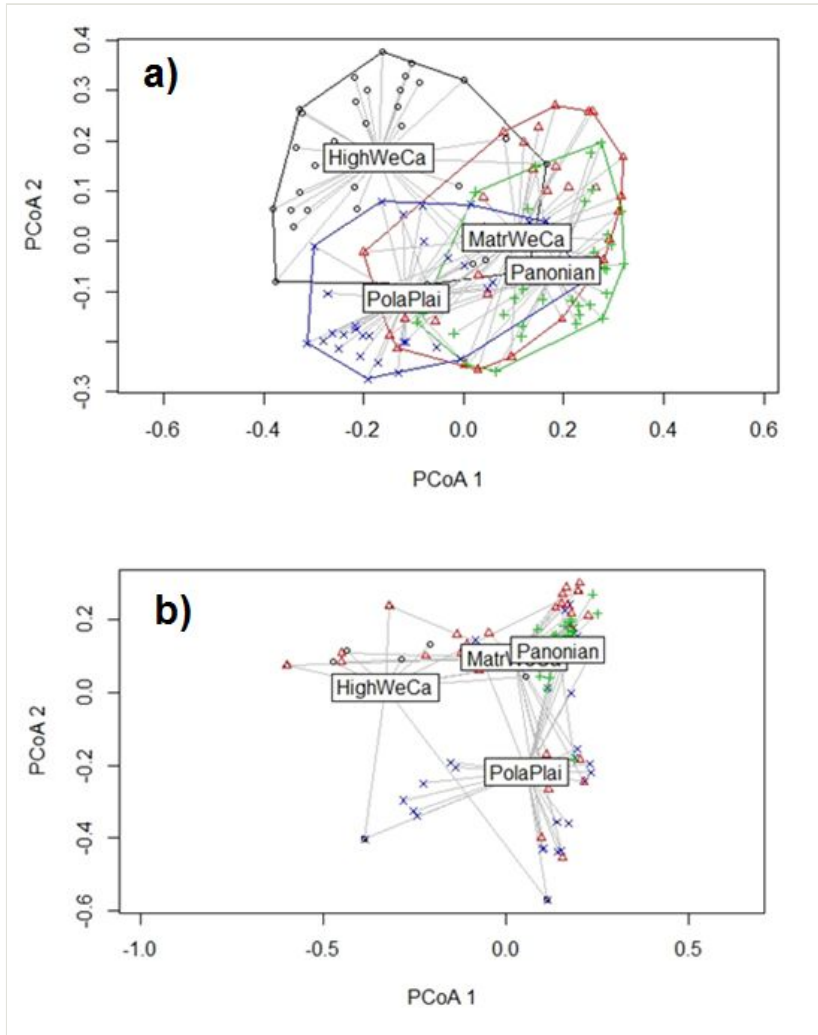 a)
0.4
0.3
0.2
0.1
0.0
-0.1
-0.3
PCoA 2
HighWeCa
MatrWeCa
Panonian
PolaPlai
-0.6
-0.4
-0.2
0.0
0.2
0.4
0.6
PCoA 1
b)
0.2
0.0
-0.2
-0.4
-0.6
PCoA 2
Panonian
HighWeCa
PolaPlai
-1.0
-0.5
0.0
0.5
PCoA 1